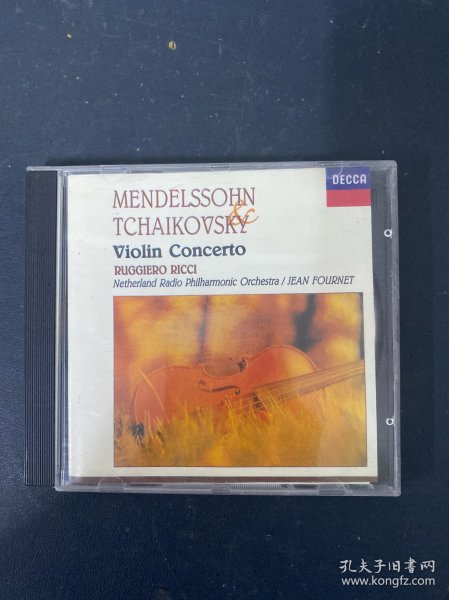 DECCA
MENDELSSOHN
&
TCHAIKOVSKY
Violin Concerto
RUGGIERO RICCI
Netherland Radio Philharmonic Orchestra / JEAN FOURNET
孔夫子旧书网
www.kongfz.com